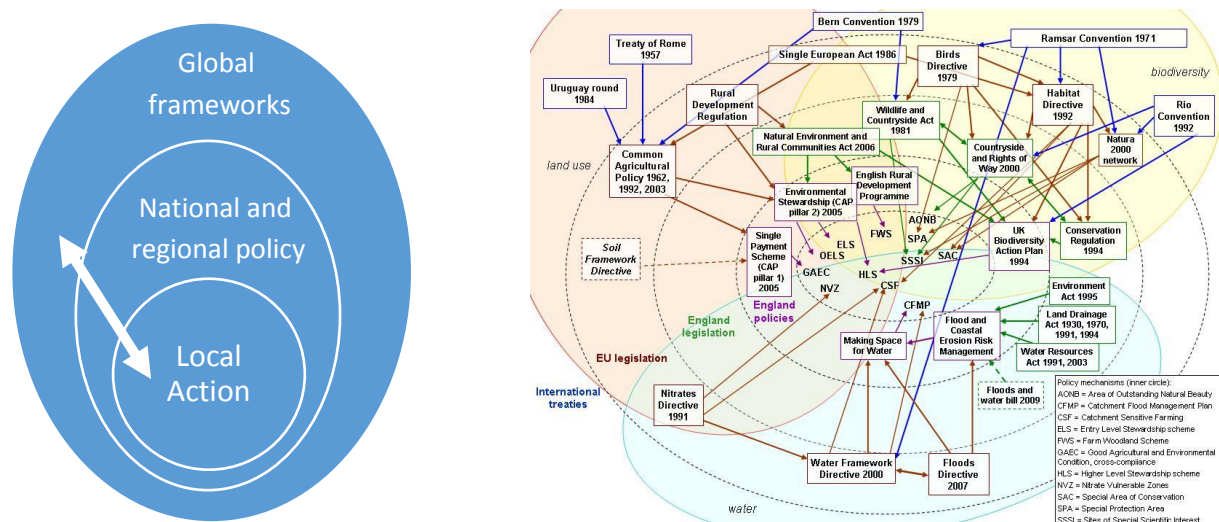 Global
frameworks
National and
regional policy
Local
Action
Bern Convention 1979
Treaty of Rome
1957
Single European Act 1986
Birds
Directive
1979
Ramsar Convention 1971
biodiversity
Uruguay round
1984
Rural
Development
Regulation
Wildlife and
Countryside Act
1981
Habitat
Directive
1992
Rio
Convention
1992
Natural Environment and
Rural Communities Act 2006
Countryside
and Rights of
Way 2000
Natura
2000
network
land use
Common
Agricultural
Policy 1962,
1992, 2003
Environmental
Stewardship (CAP
pillar 2) 2005
English Rural
Development
Programme
AONB
FWS
SPA
UK
Biodiversity
Action Plan
1994
Conservation
Regulation
1994
Soil
Framework
Directive
Single
Payment
Scheme (CAP
pillar 1)
2005
ELS
OELS
GAEC
NVZ
HLS
SSSI
SAC
CSF
CFMP
England
policies
England
legislation
EU legislation
International
treaties
Environment
Act 1995
Land Drainage
Act 1930, 1970,
1991, 1994
Water Resources
Act 1991, 2003
Flood and
Coastal
Erosion Risk
Management
Making Space
for Water
Floods and
water bill 2009
Nitrates
Directive
1991
Water Framework
Directive 2000
Floods
Directive
2007
water
Policy mechanisms (inner circle):
AONB = Area of Outstanding Natural Beauty
CFMP = Catchment Flood Management Plan
CSF = Catchment Sensitive Farming
ELS = Entry Level Stewardship scheme
FWS = Farm Woodland Scheme
GAEC = Good Agricultural and Environmental
Condition, cross-compliance
HLS = Higher Level Stewardship scheme
NVZ = Nitrate Vulnerable Zones
SAC = Special Area of Conservation
SPA = Special Protection Area
SSSI = Sites of Special Scientific Interest